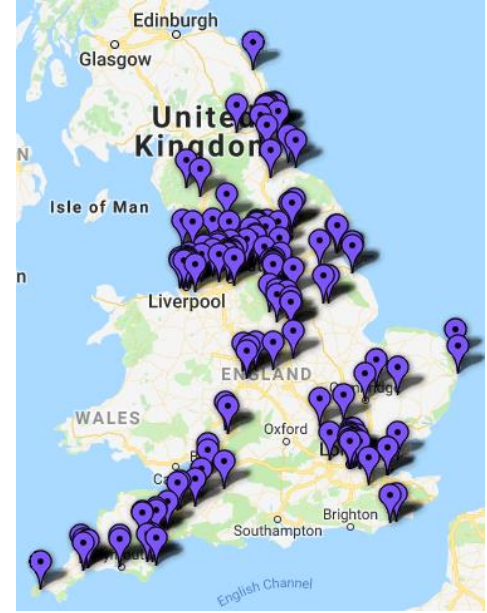 Edinburgh
Glasgow
United
Kingdom
N
Isle of Man
n
Liverpool
ENGLAND
WALES
Oxford
Southampton
Brighton
English Channel